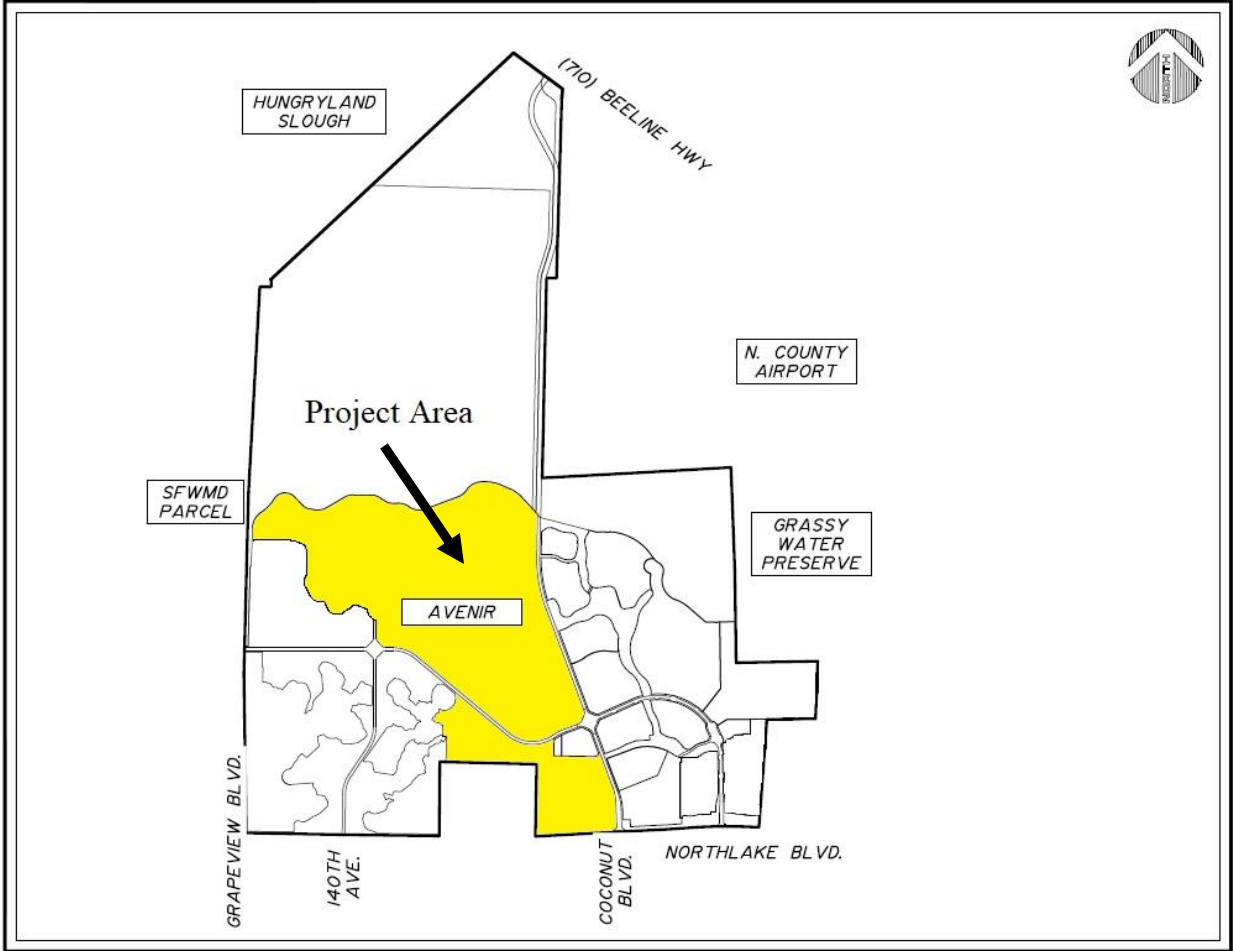 NORTH
(710) BEELINE HWY
HUNGRYLAND
SLOUGH
N. COUNTY
AIRPORT
Project Area
SFWMD
PARCEL
GRASSY
WATER
PRESERVE
AVENIR
GRAPEVIEW BLVD.
140TH
AVE.
COCONUT
BLVD.
NORTHLAKE BLVD.